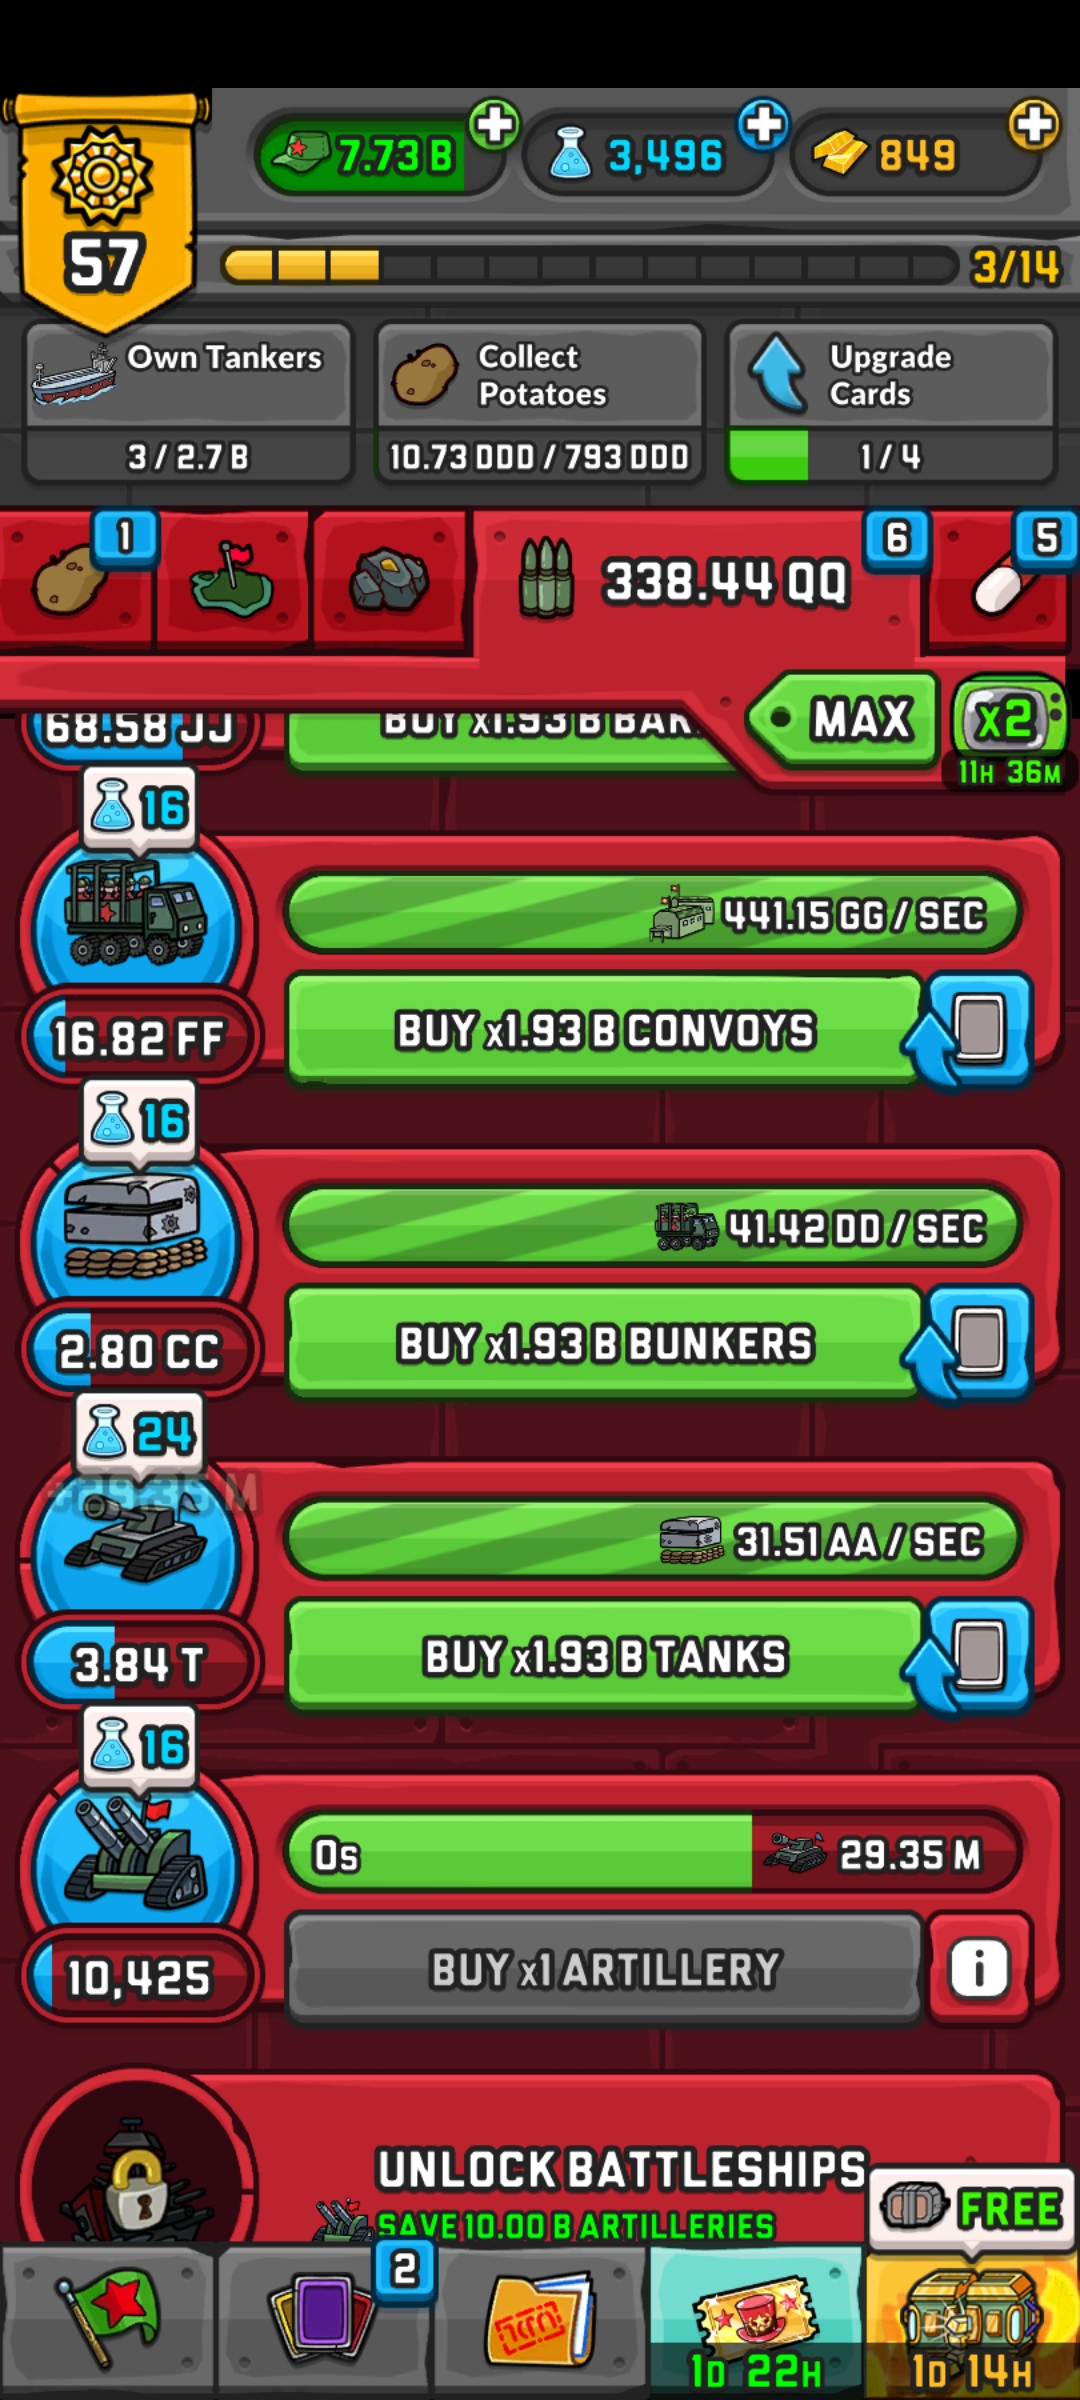 57
7.73 B
3,496
849
3/14
Own Tankers
3 / 2.7 B
Collect
Potatoes
10.73 DDD / 793 DDD
Upgrade
Cards
1 / 4
1
338.44 QQ
6
5
MAX
x2
11H 36M
68.58 JJ
BUY x1.93 B
16
441.15 GG / SEC
16.82 FF
BUY x1.93 B CONVOYS
16
41.42 DD / SEC
2.80 CC
BUY x1.93 B BUNKERS
24
+29.35 M
31.51 AA / SEC
3.84 T
BUY x1.93 B TANKS
16
0s
29.35 M
10,425
BUY x1 ARTILLERY
i
UNLOCK BATTLESHIPS
SAVE 10.00 B ARTILLERIES
FREE
2
1D 22H
1D 14H